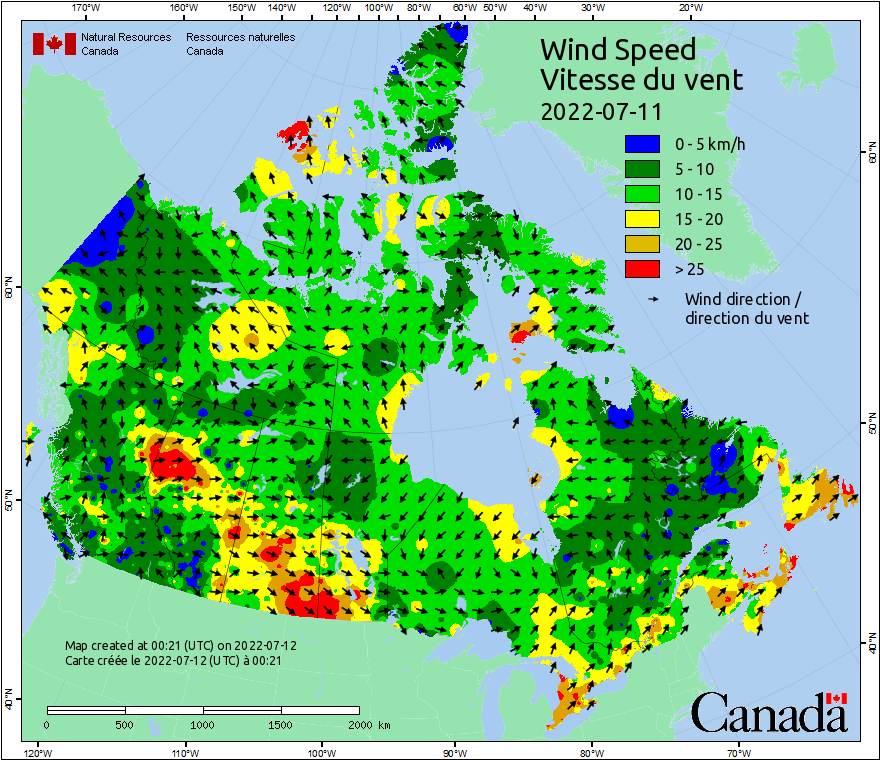 170°W 160°W 150°W 140°W 120°W 100°W 80°W 60°W 50°W 40°W 30°W 20°W
Natural Resources Canada
Ressources naturelles Canada
Wind Speed
Vitesse du vent
2022-07-11
0 - 5 km/h
5 - 10
10 - 15
15 - 20
20 - 25
> 25
Wind direction /
direction du vent
60°N
50°N
40°N
60°N
50°N
40°N
Map created at 00:21 (UTC) on 2022-07-12
Carte créée le 2022-07-12 (UTC) à 00:21
0 500 1000 1500 2000 km
Canada
120°W 110°W 100°W 90°W 80°W 70°W